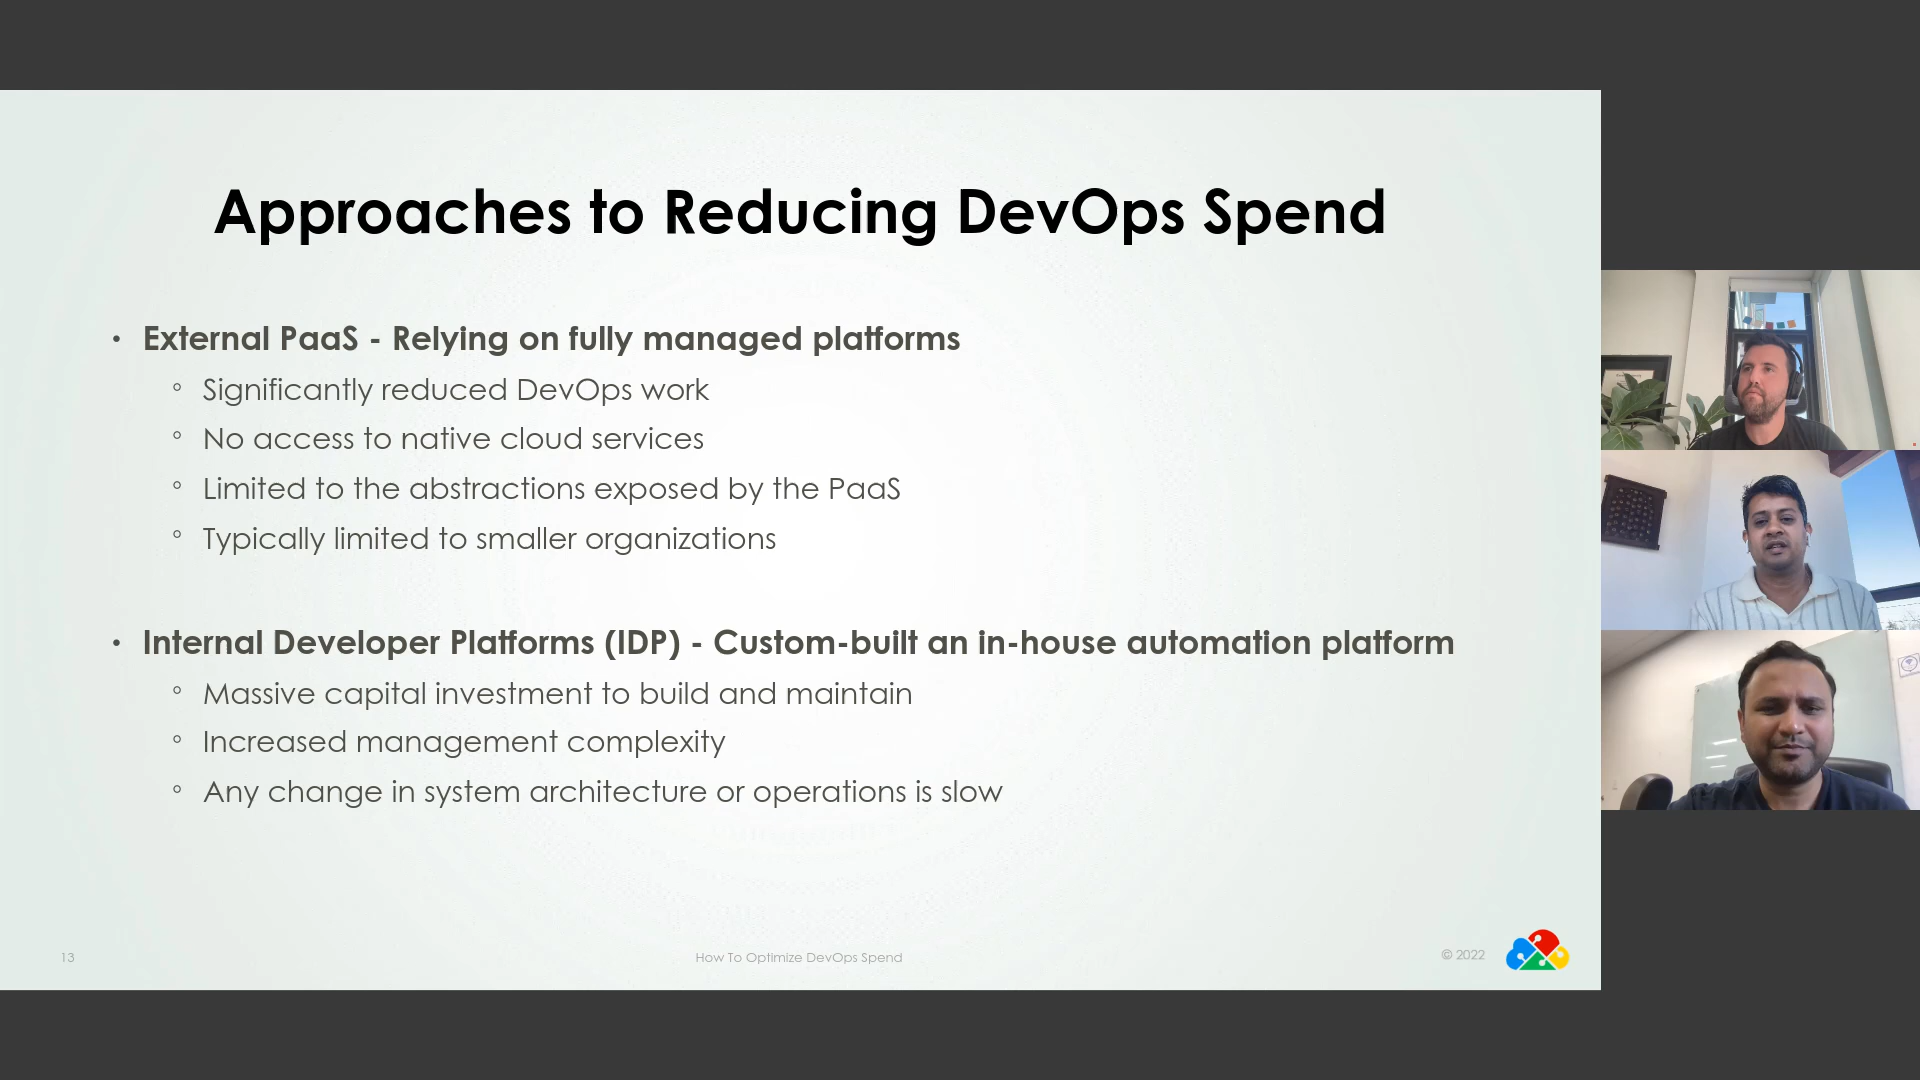 Approaches to Reducing DevOps Spend
• External PaaS - Relying on fully managed platforms
◦ Significantly reduced DevOps work
◦ No access to native cloud services
◦ Limited to the abstractions exposed by the PaaS
◦ Typically limited to smaller organizations
• Internal Developer Platforms (IDP) - Custom-built an in-house automation platform
◦ Massive capital investment to build and maintain
◦ Increased management complexity
◦ Any change in system architecture or operations is slow
13
How To Optimize DevOps Spend
© 2022